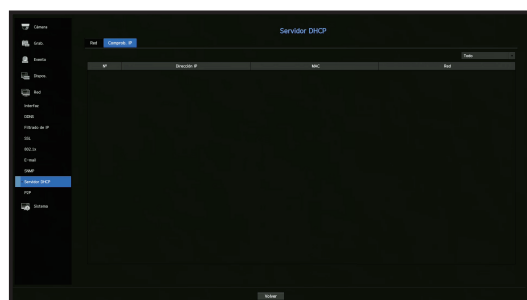 Servidor DHCP
Cámara
Grab.
Evento
Dispos.
Red
Interfaz
DDNS
Filtrado de IP
SSL
802.1x
E-mail
SNMP
Servidor DHCP
P2P
Sistema
Red Comprob. IP
Todo
Nº Dirección IP MAC Red
Volver